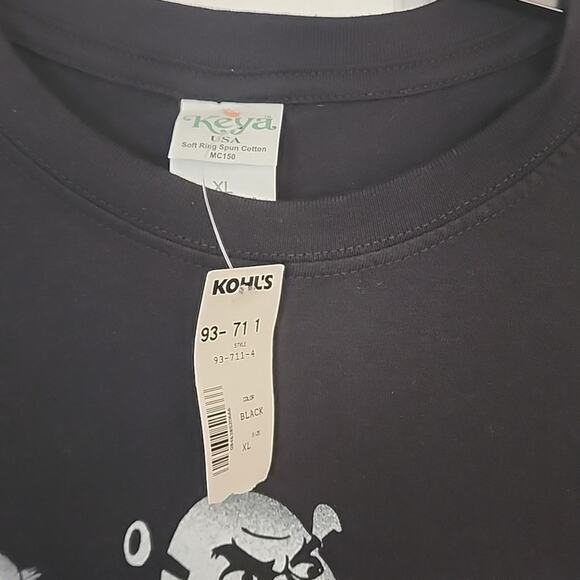 Keya
USA
Soft Ring Spun Cotton
MC150
XL
KOHL'S
93- 71 1
STYLE
93-711-4
COLOR
BLACK
SIZE
XL